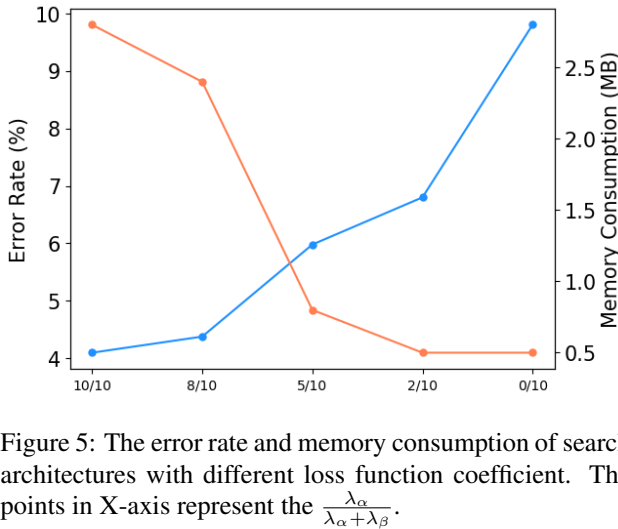 10
9
8
7
6
5
4
Error Rate (%)
2.5
2.0
1.5
1.0
0.5
Memory Consumption (MB)
10/10 8/10 5/10 2/10 0/10
Figure 5: The error rate and memory consumption of search
architectures with different loss function coefficient. Th
points in X-axis represent the λα/(λα+λβ).